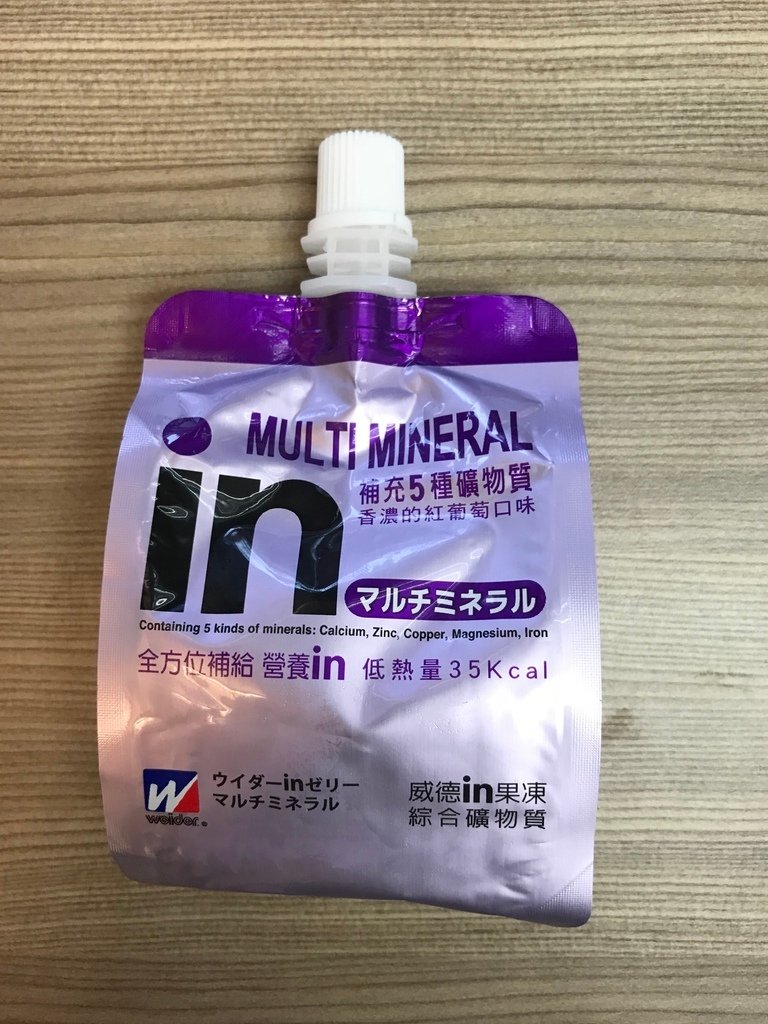 MULTI MINERAL
in
補充5種礦物質
香濃的紅葡萄口味
マルチミネラル
Containing 5 kinds of minerals: Calcium, Zinc, Copper, Magnesium, Iron
全方位補給 營養in 低熱量35Kcal
W
weider®
ウイダーinゼリー
マルチミネラル
威德in果凍
綜合礦物質